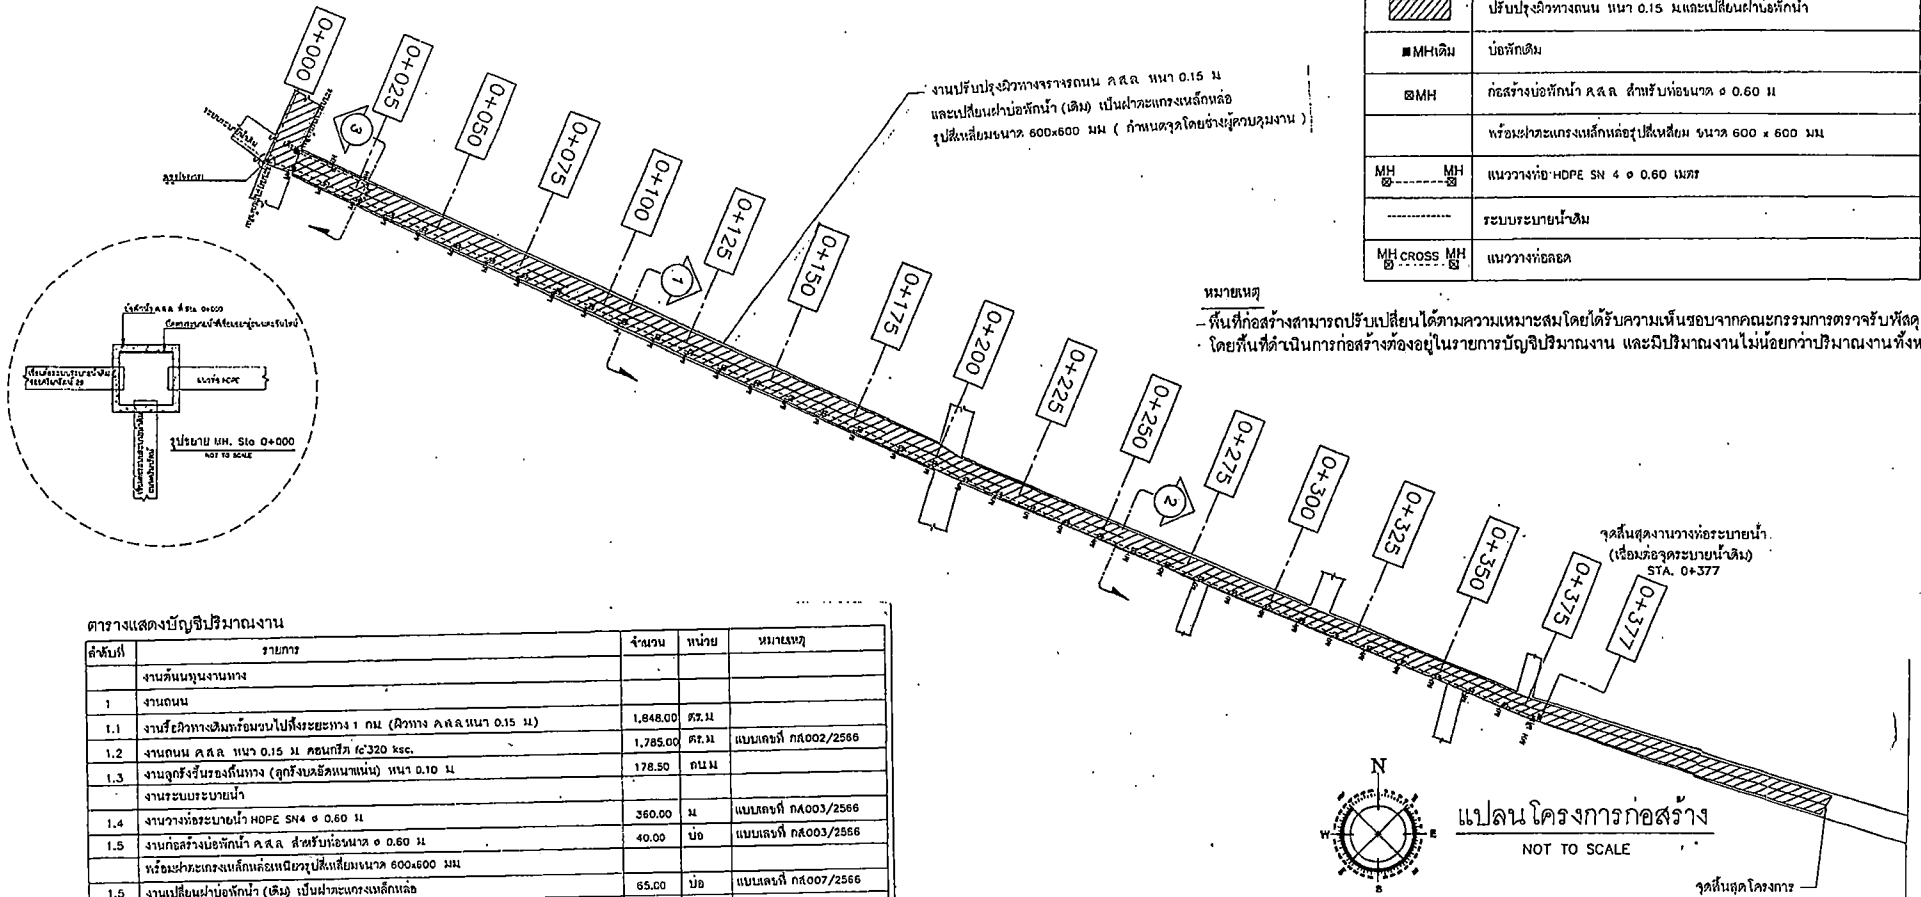 ปรับปรุงผิวทางถนน หนา 0.15 ม.และเปลี่ยนฝาบ่อพักน้ำ
MHเดิม บ่อพักเดิม
MH ก่อสร้างบ่อพักน้ำ ค.ส.ล. สำหรับท่อขนาด ø 0.60 ม
พร้อมฝาตะแกรงเหล็กหล่อรูปสี่เหลี่ยม ขนาด 600 x 600 มม
MH MH แนววางท่อ HDPE SN 4 ø 0.60 เมตร
ระบบระบายน้ำเดิม
MH CROSS MH แนววางท่อลอด
หมายเหตุ
- พื้นที่ก่อสร้างสามารถปรับเปลี่ยนได้ตามความเหมาะสมโดยได้รับความเห็นชอบจากคณะกรรมการตรวจรับพัสดุ
โดยพื้นที่ดำเนินการก่อสร้างต้องอยู่ในรายการบัญชีปริมาณงาน และมีปริมาณงานไม่น้อยกว่าปริมาณงานทั้งห
งานปรับปรุงผิวทางจราจรถนน ค.ส.ล. หนา 0.15 ม
และเปลี่ยนฝาบ่อพักน้ำ (เดิม) เป็นฝาตะแกรงเหล็กหล่อ
รูปสี่เหลี่ยมขนาด 600x600 มม ( กำหนดจุดโดยช่างผู้ควบคุมงาน )
0+000
0+025
0+050
0+075
0+100
0+125
0+150
0+175
0+200
0+225
0+250
0+275
0+300
0+325
0+350
0+375
0+377
3
1
2
จุดสิ้นสุดงานวางท่อระบายน้ำ
(เชื่อมต่อจุดระบายน้ำเดิม)
STA. 0+377
แนวท่อ HDPE
รูปขยาย MH. Sta 0+000
NOT TO SCALE
ตารางแสดงบัญชีปริมาณงาน
ลำดับที่ รายการ จำนวน หน่วย หมายเหตุ
งานต้นทุนงานทาง
1 งานถนน
1.1 งานรื้อผิวทางเดิมพร้อมขนไปทิ้งระยะทาง 1 กม (ผิวทาง ค.ส.ล.หนา 0.15 ม) 1,848.00 ตร.ม
1.2 งานถนน ค.ส.ล. หนา 0.15 ม คอนกรีต fc'320 ksc. 1,785.00 ตร.ม แบบเลขที่ กส002/2566
1.3 งานลูกรังชั้นรองพื้นทาง (ลูกรังบดอัดหนาแน่น) หนา 0.10 ม 178.50 ลบ.ม
งานระบบระบายน้ำ
1.4 งานวางท่อระบายน้ำ HDPE SN4 ø 0.60 ม 360.00 ม แบบเลขที่ กส003/2566
1.5 งานก่อสร้างบ่อพักน้ำ ค.ส.ล. สำหรับท่อขนาด ø 0.60 ม 40.00 บ่อ แบบเลขที่ กส003/2566
พร้อมฝาตะแกรงเหล็กหล่อเหนียวรูปสี่เหลี่ยมขนาด 600x600 มม
1.5 งานเปลี่ยนฝาบ่อพักน้ำ (เดิม) เป็นฝาตะแกรงเหล็กหล่อ 65.00 บ่อ แบบเลขที่ กส007/2566
N
W E
S
แปลนโครงการก่อสร้าง
NOT TO SCALE
จุดสิ้นสุดโครงการ